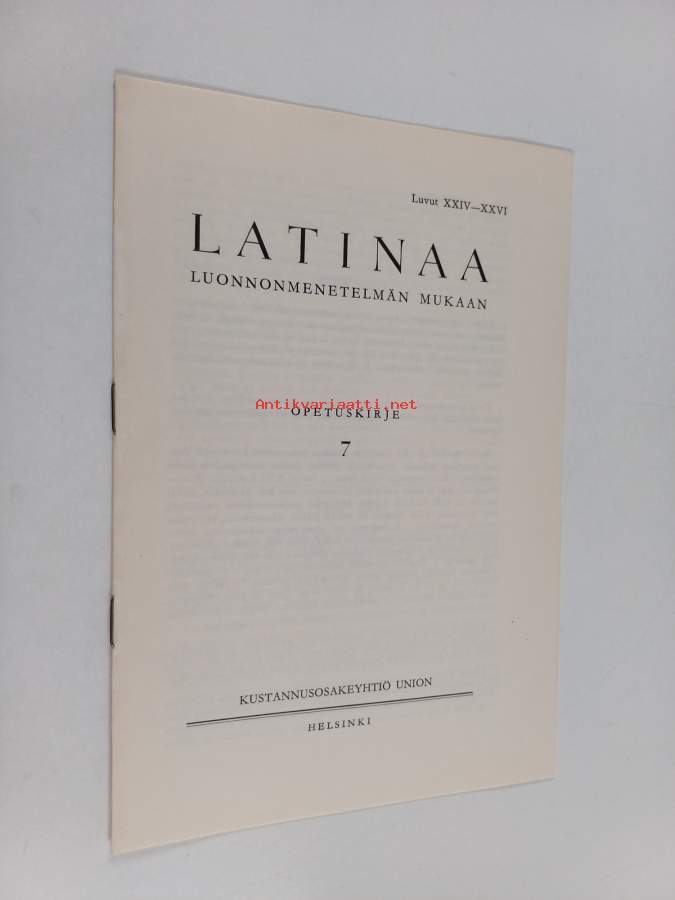 Luvut XXIV—XXVI
LATINAA
LUONNONMENETELMÄN MUKAAN
Antikvariaatti.net
OPETUSKIRJE
7
KUSTANNUSOSAKEYHTIÖ UNION
HELSINKI